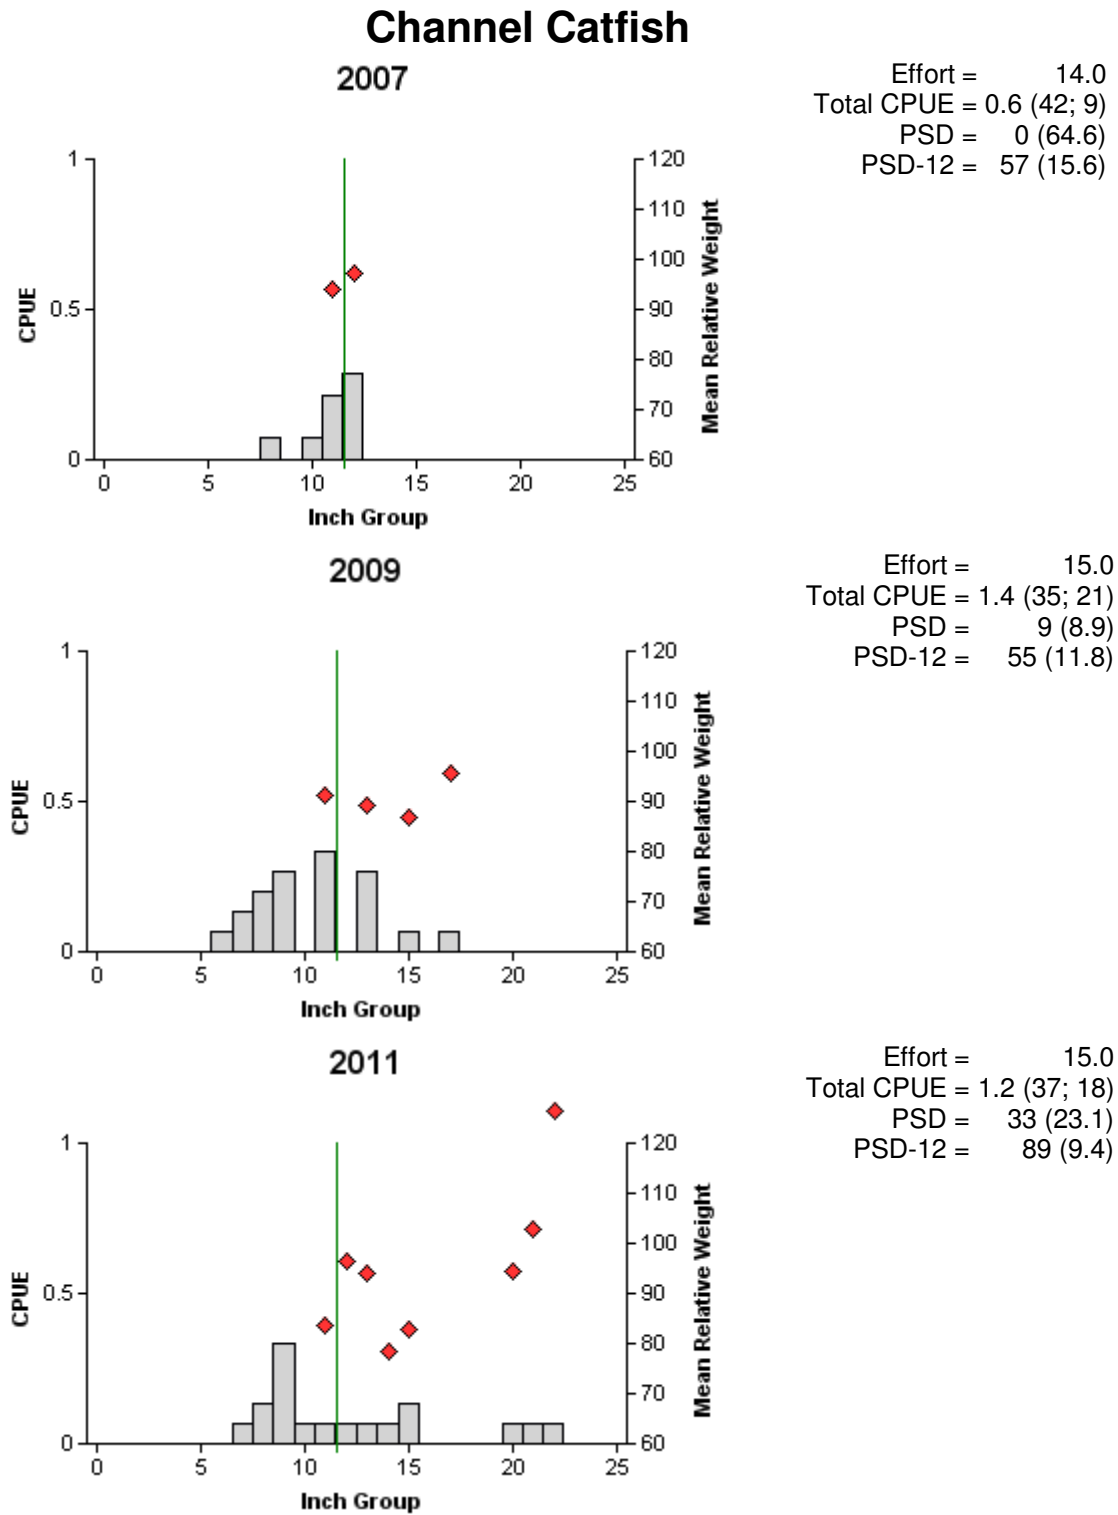 Channel Catfish
2007
Effort = 14.0
Total CPUE = 0.6 (42; 9)
PSD = 0 (64.6)
PSD-12 = 57 (15.6)
1
0.5
0
CPUE
120
110
100
90
80
70
60
Mean Relative Weight
0 5 10 15 20 25
Inch Group
2009
Effort = 15.0
Total CPUE = 1.4 (35; 21)
PSD = 9 (8.9)
PSD-12 = 55 (11.8)
1
0.5
0
CPUE
120
110
100
90
80
70
60
Mean Relative Weight
0 5 10 15 20 25
Inch Group
2011
Effort = 15.0
Total CPUE = 1.2 (37; 18)
PSD = 33 (23.1)
PSD-12 = 89 (9.4)
1
0.5
0
CPUE
120
110
100
90
80
70
60
Mean Relative Weight
0 5 10 15 20 25
Inch Group